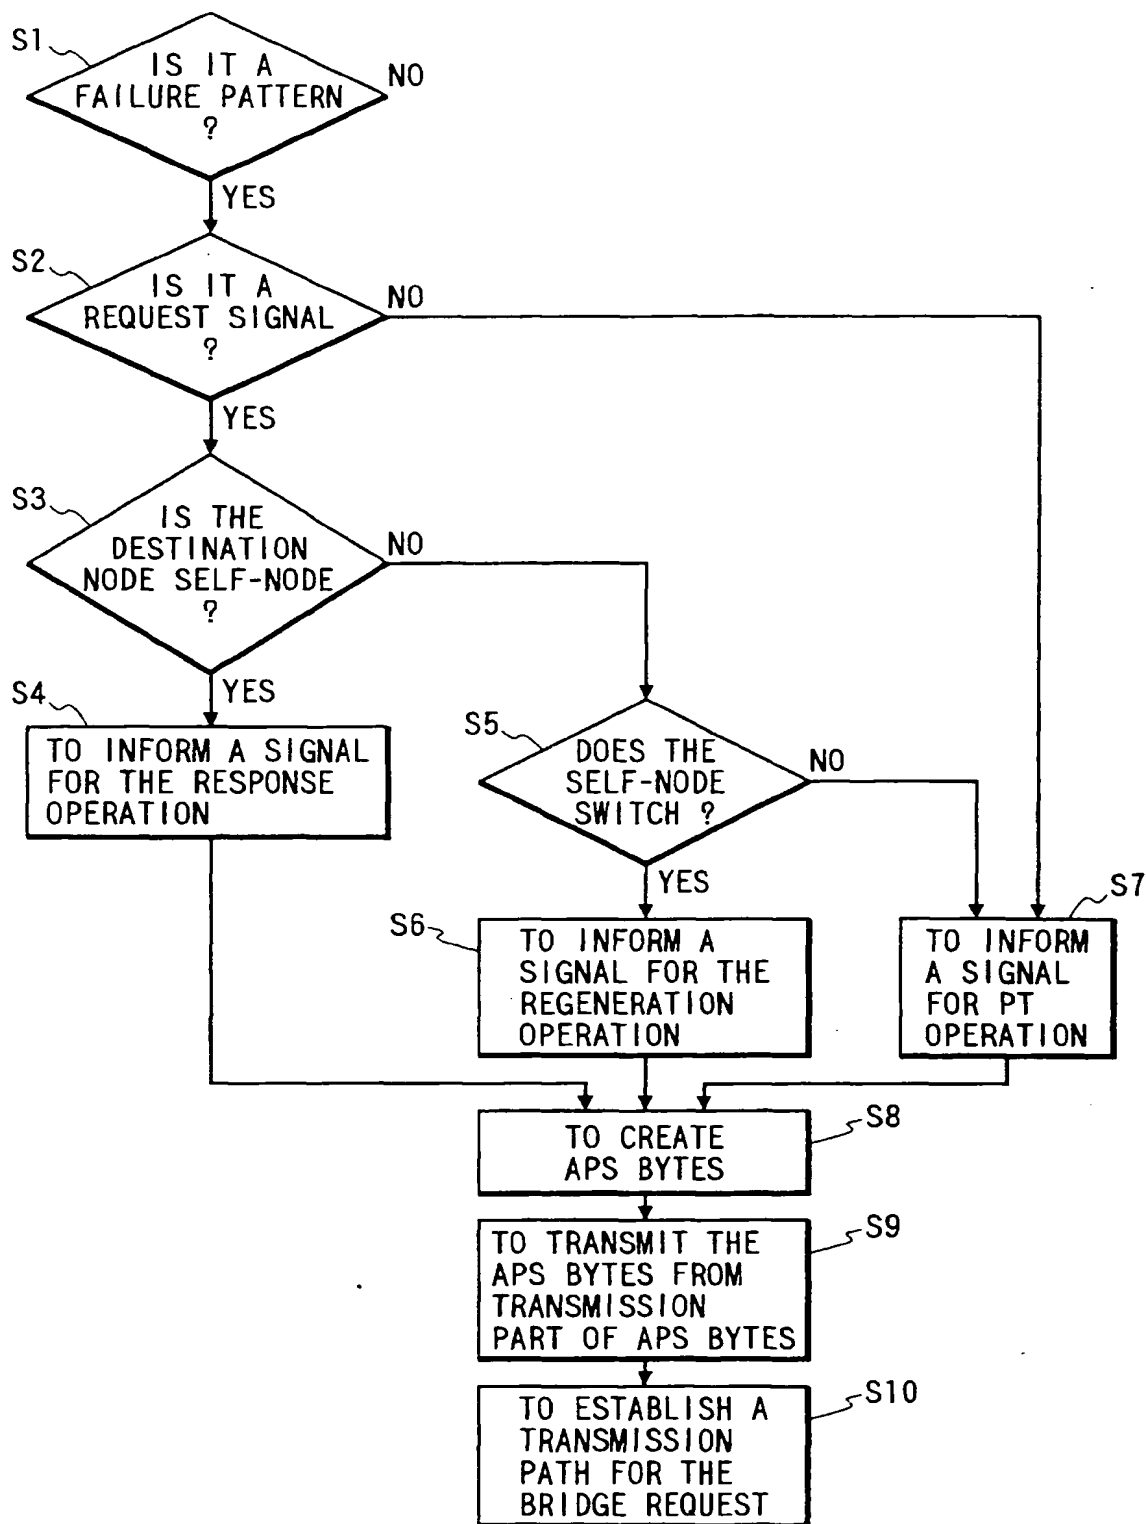 S1
IS IT A
FAILURE PATTERN
?
NO
YES
S2
IS IT A
REQUEST SIGNAL
?
NO
YES
S3
IS THE
DESTINATION
NODE SELF-NODE
?
NO
YES
S4
TO INFORM A SIGNAL
FOR THE RESPONSE
OPERATION
S5
DOES THE
SELF-NODE
SWITCH ?
NO
YES
S6
TO INFORM A
SIGNAL FOR THE
REGENERATION
OPERATION
S7
TO INFORM
A SIGNAL
FOR PT
OPERATION
S8
TO CREATE
APS BYTES
S9
TO TRANSMIT THE
APS BYTES FROM
TRANSMISSION
PART OF APS BYTES
S10
TO ESTABLISH A
TRANSMISSION
PATH FOR THE
BRIDGE REQUEST